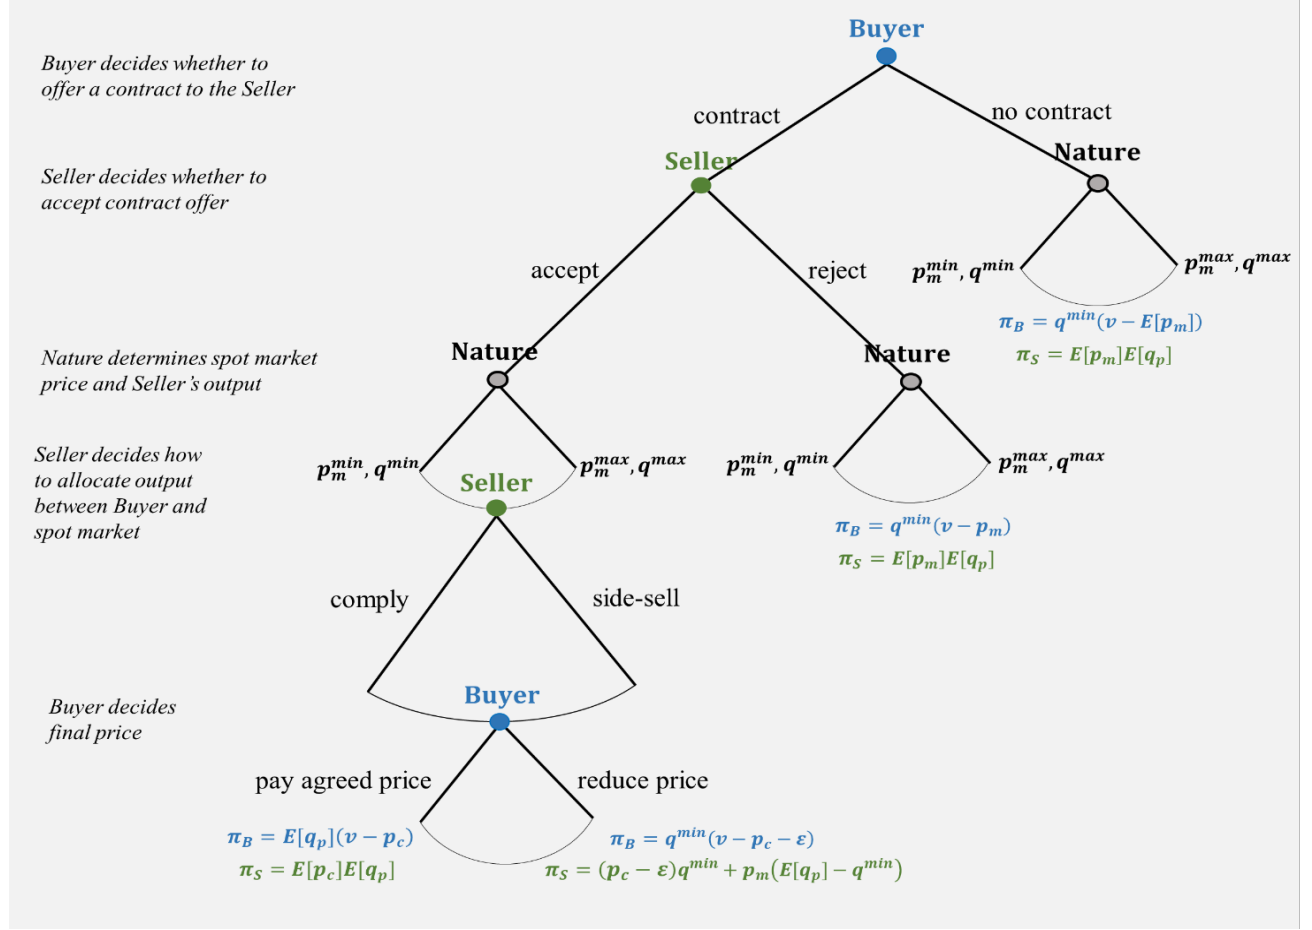 Buyer
Buyer decides whether to
offer a contract to the Seller
contract
no contract
Seller
Nature
Seller decides whether to
accept contract offer
accept
reject
p_m^{min}, q^{min}
p_m^{max}, q^{max}
π_B = q^{min}(v − E[p_m])
π_S = E[p_m]E[q_p]
Nature
Nature
Nature determines spot market
price and Seller's output
Seller decides how
to allocate output
between Buyer and
spot market
p_m^{min}, q^{min}
p_m^{max}, q^{max}
p_m^{min}, q^{min}
p_m^{max}, q^{max}
Seller
π_B = q^{min}(v − p_m)
π_S = E[p_m]E[q_p]
comply
side-sell
Buyer
Buyer decides
final price
pay agreed price
reduce price
π_B = E[q_p](v − p_c)
π_B = q^{min}(v − p_c − ε)
π_S = E[p_c]E[q_p]
π_S = (p_c − ε)q^{min} + p_m(E[q_p] − q^{min})